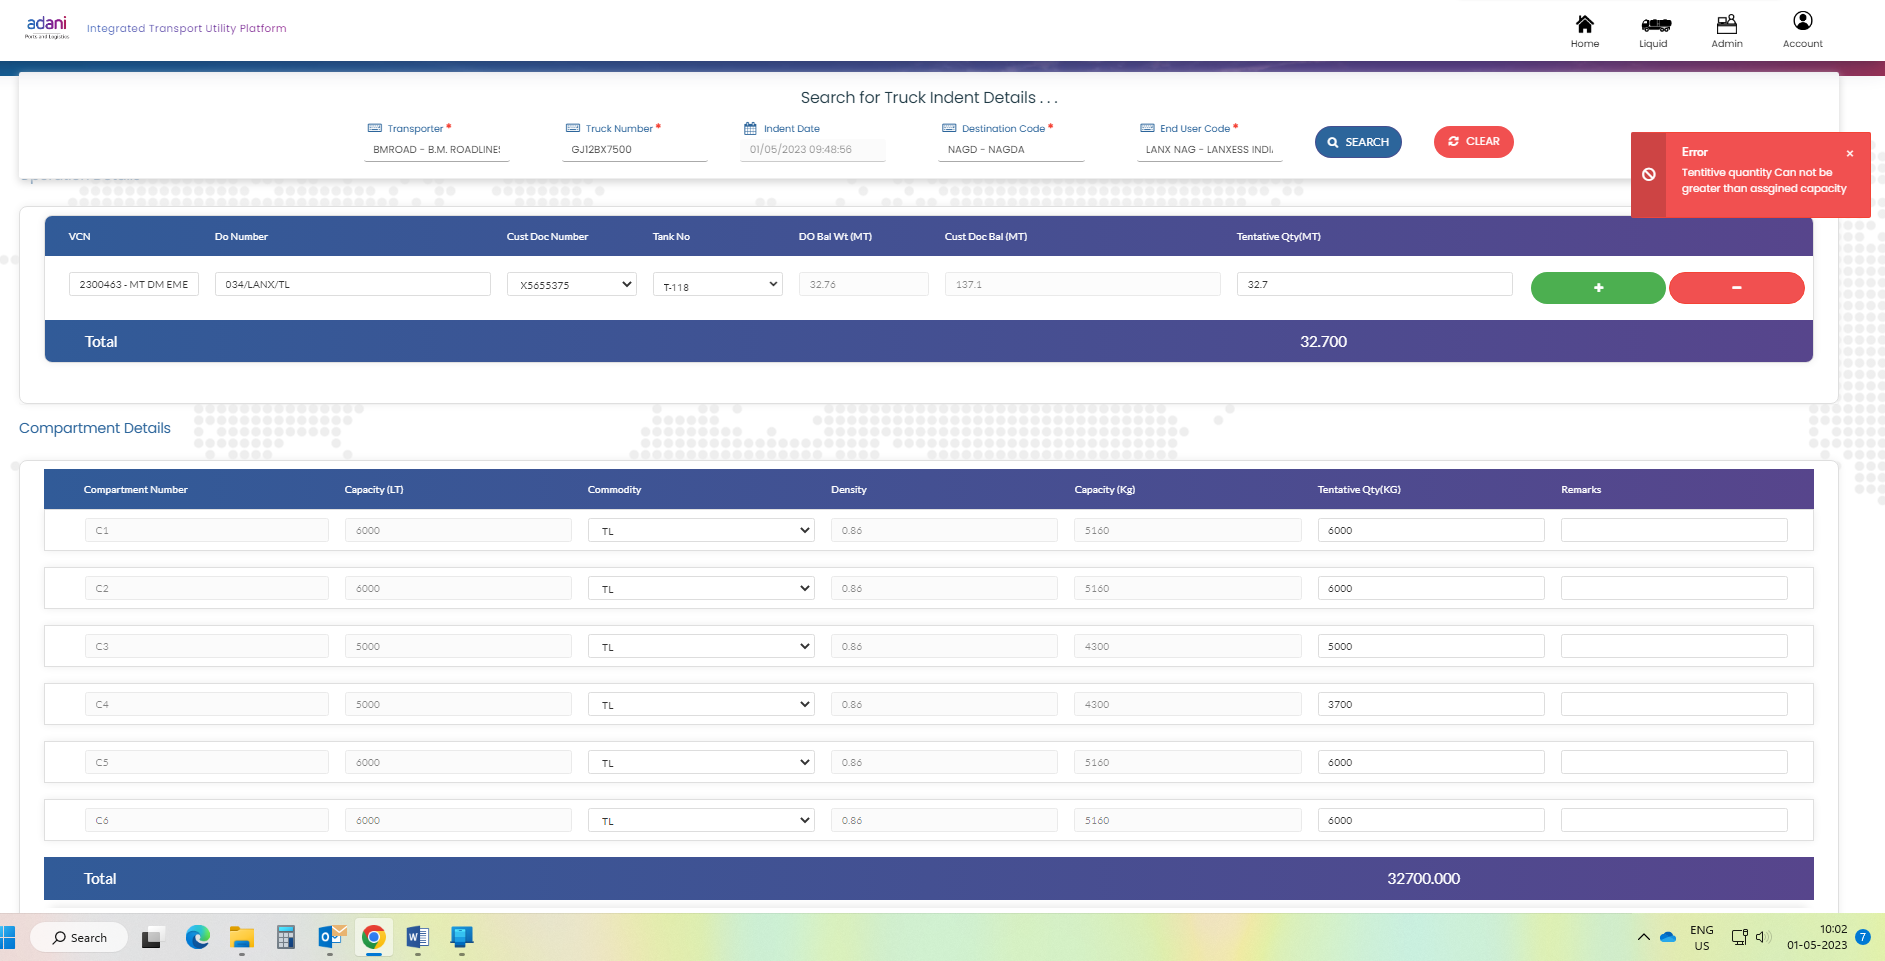 adani
Ports and Logistics
Integrated Transport Utility Platform
Home
Liquid
Admin
Account
Search for Truck Indent Details . . .
Transporter *
Truck Number *
Indent Date
Destination Code *
End User Code *
BMROAD - B.M. ROADLINES
GJ12BX7500
01/05/2023 09:48:56
NAGD - NAGDA
LANX NAG - LANXESS INDI
SEARCH
CLEAR
Error
×
Tentitive quantity Can not be
greater than assgined capacity
Operation Details
VCN
Do Number
Cust Doc Number
Tank No
DO Bal Wt (MT)
Cust Doc Bal (MT)
Tentative Qty(MT)
2300463 - MT DM EME
034/LANX/TL
X5655375
T-118
32.76
137.1
32.7
+
−
Total
32.700
Compartment Details
Compartment Number
Capacity (LT)
Commodity
Density
Capacity (Kg)
Tentative Qty(KG)
Remarks
C1 6000 TL 0.86 5160 6000
C2 6000 TL 0.86 5160 6000
C3 5000 TL 0.86 4300 5000
C4 5000 TL 0.86 4300 3700
C5 6000 TL 0.86 5160 6000
C6 6000 TL 0.86 5160 6000
Total
32700.000
Search
ENG
US
10:02
01-05-2023
7